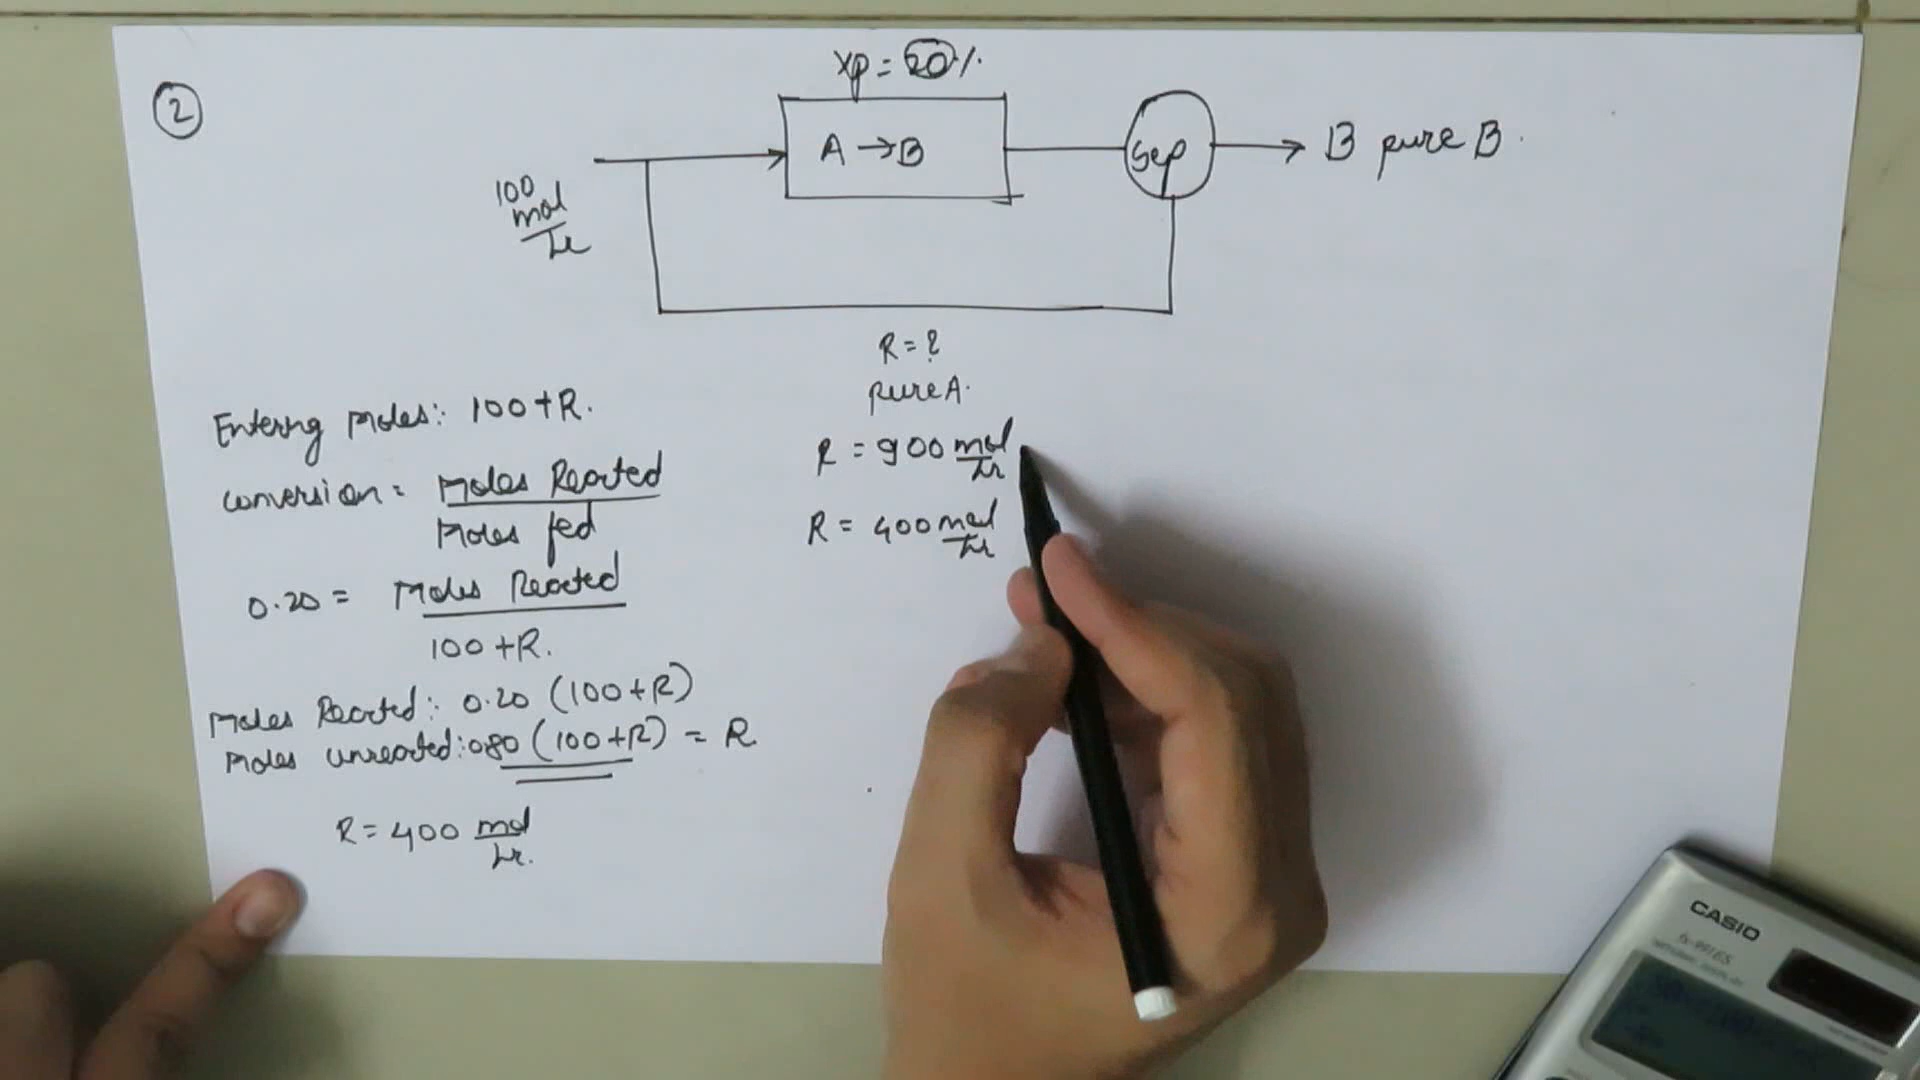 2
Xp = 20%
A → B
Sep
B pure B.
100 mol/hr
R = ?
pure A.
Entering Moles: 100+R.
R = 900 mol/hr
conversion = Moles Reacted / Moles fed
R = 400 mol/hr
0.20 = Moles Reacted / 100+R.
Moles Reacted: 0.20 (100+R)
Moles unreacted: 0.80 (100+R) = R
R = 400 mol/hr.
CASIO
fx-991ES